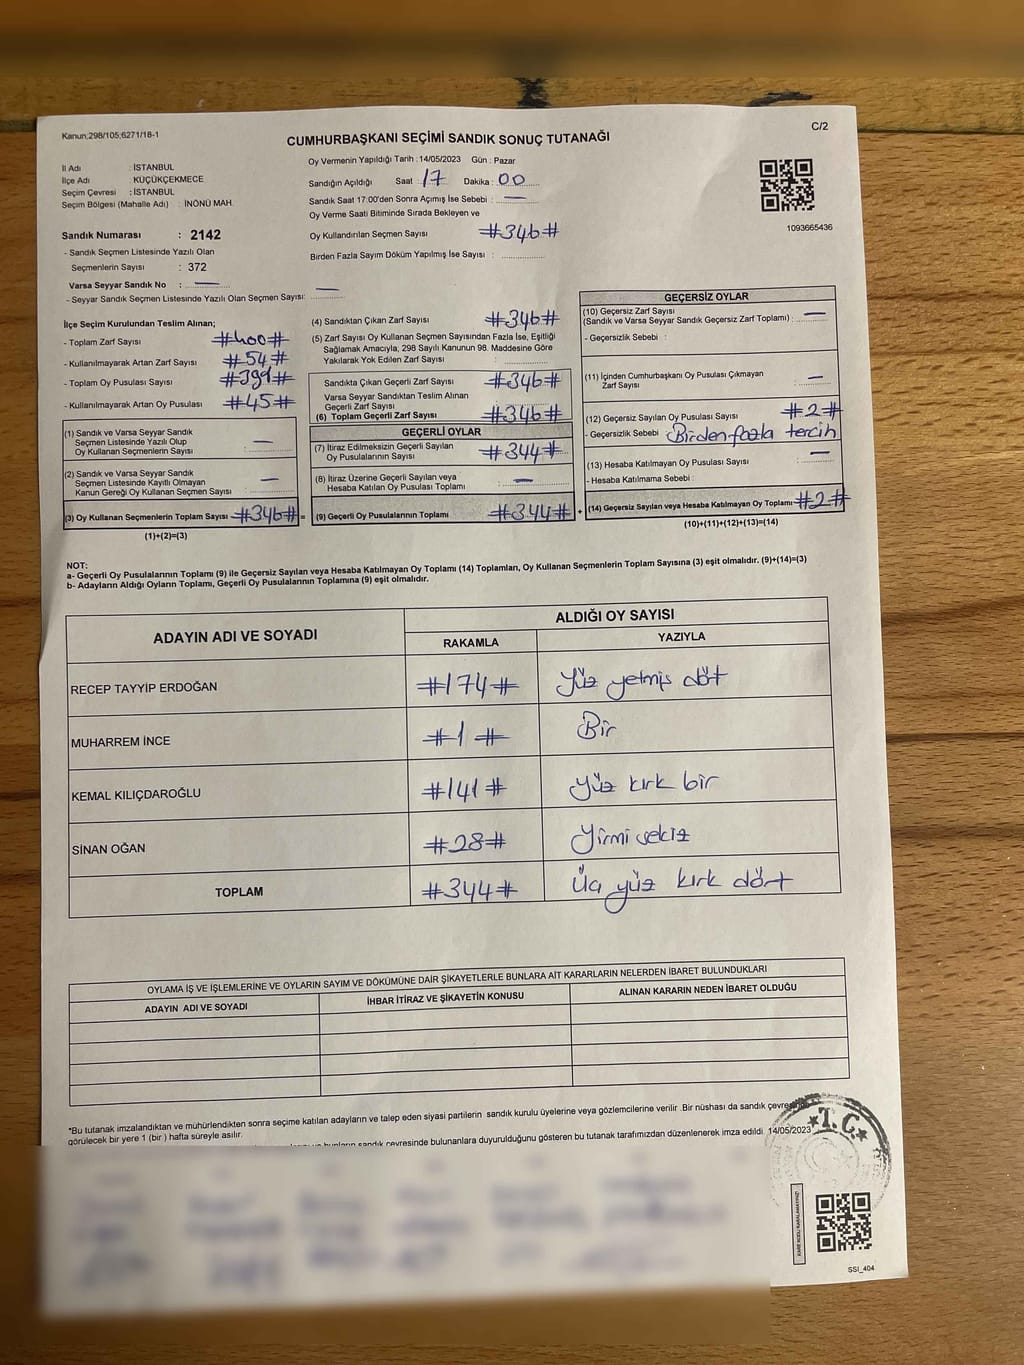 Kanun;298/105;6271/18-1
C/2
CUMHURBAŞKANI SEÇİMİ SANDIK SONUÇ TUTANAĞI
İl Adı : İSTANBUL
İlçe Adı : KÜÇÜKÇEKMECE
Seçim Çevresi : İSTANBUL
Seçim Bölgesi (Mahalle Adı) : İNÖNÜ MAH.
Sandık Numarası : 2142
- Sandık Seçmen Listesinde Yazılı Olan
Seçmenlerin Sayısı : 372
Varsa Seyyar Sandık No : —
- Seyyar Sandık Seçmen Listesinde Yazılı Olan Seçmen Sayısı: —
Oy Vermenin Yapıldığı Tarih : 14/05/2023 Gün : Pazar
Sandığın Açıldığı Saat : 17 Dakika : 00
Sandık Saat 17:00'den Sonra Açımış İse Sebebi : —
Oy Verme Saati Bitiminde Sırada Bekleyen ve
Oy Kullandırılan Seçmen Sayısı #346#
Birden Fazla Sayım Döküm Yapılmış İse Sayısı :
1093665436
İlçe Seçim Kurulundan Teslim Alınan;
- Toplam Zarf Sayısı #400#
- Kullanılmayarak Artan Zarf Sayısı #54#
- Toplam Oy Pusulası Sayısı #391#
- Kullanılmayarak Artan Oy Pusulası #45#
(1) Sandık ve Varsa Seyyar Sandık
Seçmen Listesinde Yazılı Olup
Oy Kullanan Seçmenlerin Sayısı —
(2) Sandık ve Varsa Seyyar Sandık
Seçmen Listesinde Kayıtlı Olmayan
Kanun Gereği Oy Kullanan Seçmen Sayısı —
(3) Oy Kullanan Seçmenlerin Toplam Sayısı #346# =
(1)+(2)=(3)
(4) Sandıktan Çıkan Zarf Sayısı #346#
(5) Zarf Sayısı Oy Kullanan Seçmen Sayısından Fazla İse, Eşitliği
Sağlamak Amacıyla, 298 Sayılı Kanunun 98. Maddesine Göre
Yakılarak Yok Edilen Zarf Sayısı :
Sandıkta Çıkan Geçerli Zarf Sayısı #346#
Varsa Seyyar Sandıktan Teslim Alınan
Geçerli Zarf Sayısı :
(6) Toplam Geçerli Zarf Sayısı #346#
GEÇERLİ OYLAR
(7) İtiraz Edilmeksizin Geçerli Sayılan
Oy Pusulalarının Sayısı #344#
(8) İtiraz Üzerine Geçerli Sayılan veya
Hesaba Katılan Oy Pusulası Toplamı —
(9) Geçerli Oy Pusulalarının Toplamı #344# +
GEÇERSİZ OYLAR
(10) Geçersiz Zarf Sayısı
(Sandık ve Varsa Seyyar Sandık Geçersiz Zarf Toplamı) : —
- Geçersizlik Sebebi :
(11) İçinden Cumhurbaşkanı Oy Pusulası Çıkmayan
Zarf Sayısı : —
(12) Geçersiz Sayılan Oy Pusulası Sayısı #2#
- Geçersizlik Sebebi Birden fazla tercih
(13) Hesaba Katılmayan Oy Pusulası Sayısı : —
- Hesaba Katılmama Sebebi :
(14) Geçersiz Sayılan veya Hesaba Katılmayan Oy Toplamı #2#
(10)+(11)+(12)+(13)=(14)
NOT:
a- Geçerli Oy Pusulalarının Toplamı (9) ile Geçersiz Sayılan veya Hesaba Katılmayan Oy Toplamı (14) Toplamları, Oy Kullanan Seçmenlerin Toplam Sayısına (3) eşit olmalıdır. (9)+(14)=(3)
b- Adayların Aldığı Oyların Toplamı, Geçerli Oy Pusulalarının Toplamına (9) eşit olmalıdır.
ADAYIN ADI VE SOYADI
ALDIĞI OY SAYISI
RAKAMLA YAZIYLA
RECEP TAYYİP ERDOĞAN #174# Yüz yetmiş döt
MUHARREM İNCE #1# Bir
KEMAL KILIÇDAROĞLU #141# yüz kırk bir
SİNAN OĞAN #28# Yirmi sekiz
TOPLAM #344# Üç yüz kırk dört
OYLAMA İŞ VE İŞLEMLERİNE VE OYLARIN SAYIM VE DÖKÜMÜNE DAİR ŞİKAYETLERLE BUNLARA AİT KARARLARIN NELERDEN İBARET BULUNDUKLARI
ADAYIN ADI VE SOYADI İHBAR İTİRAZ VE ŞİKAYETİN KONUSU ALINAN KARARIN NEDEN İBARET OLDUĞU
*Bu tutanak imzalandıktan ve mühürlendikten sonra seçime katılan adayların ve talep eden siyasi partilerin sandık kurulu üyelerine veya gözlemcilerine verilir .Bir nüshası da sandık
görülecek bir yere 1 (bir ) hafta süreyle asılır.
sandık çevresinde bulunanlara duyurulduğunu gösteren bu tutanak tarafımızdan düzenlenerek imza edildi. 14/05/2023
T.C.
SSI_404